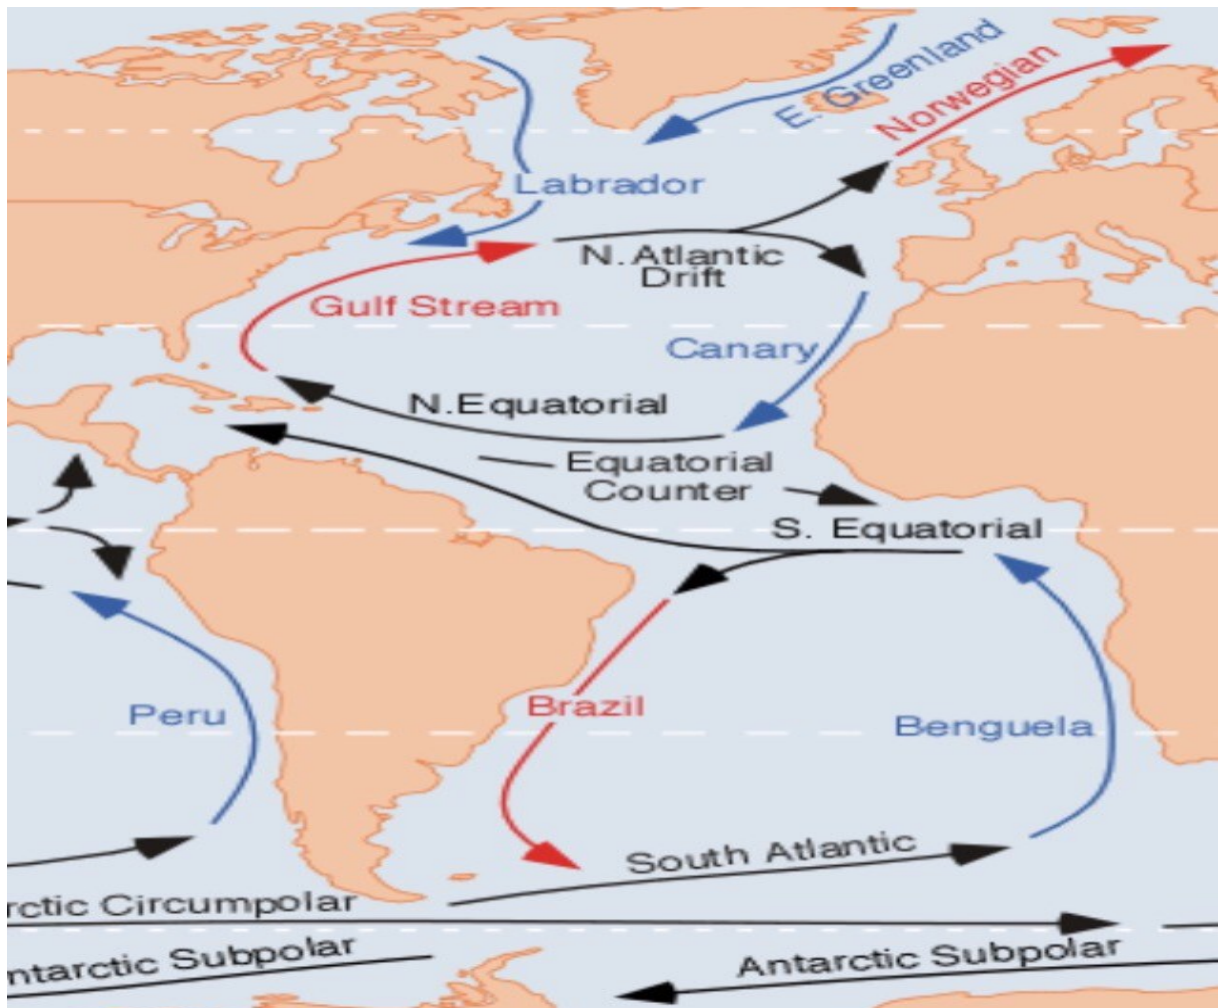 E. Greenland
Norwegian
Labrador
N. Atlantic
Drift
Gulf Stream
Canary
N.Equatorial
Equatorial
Counter
S. Equatorial
Brazil
Peru
Benguela
South Atlantic
rctic Circumpolar
ntarctic Subpolar
Antarctic Subpolar